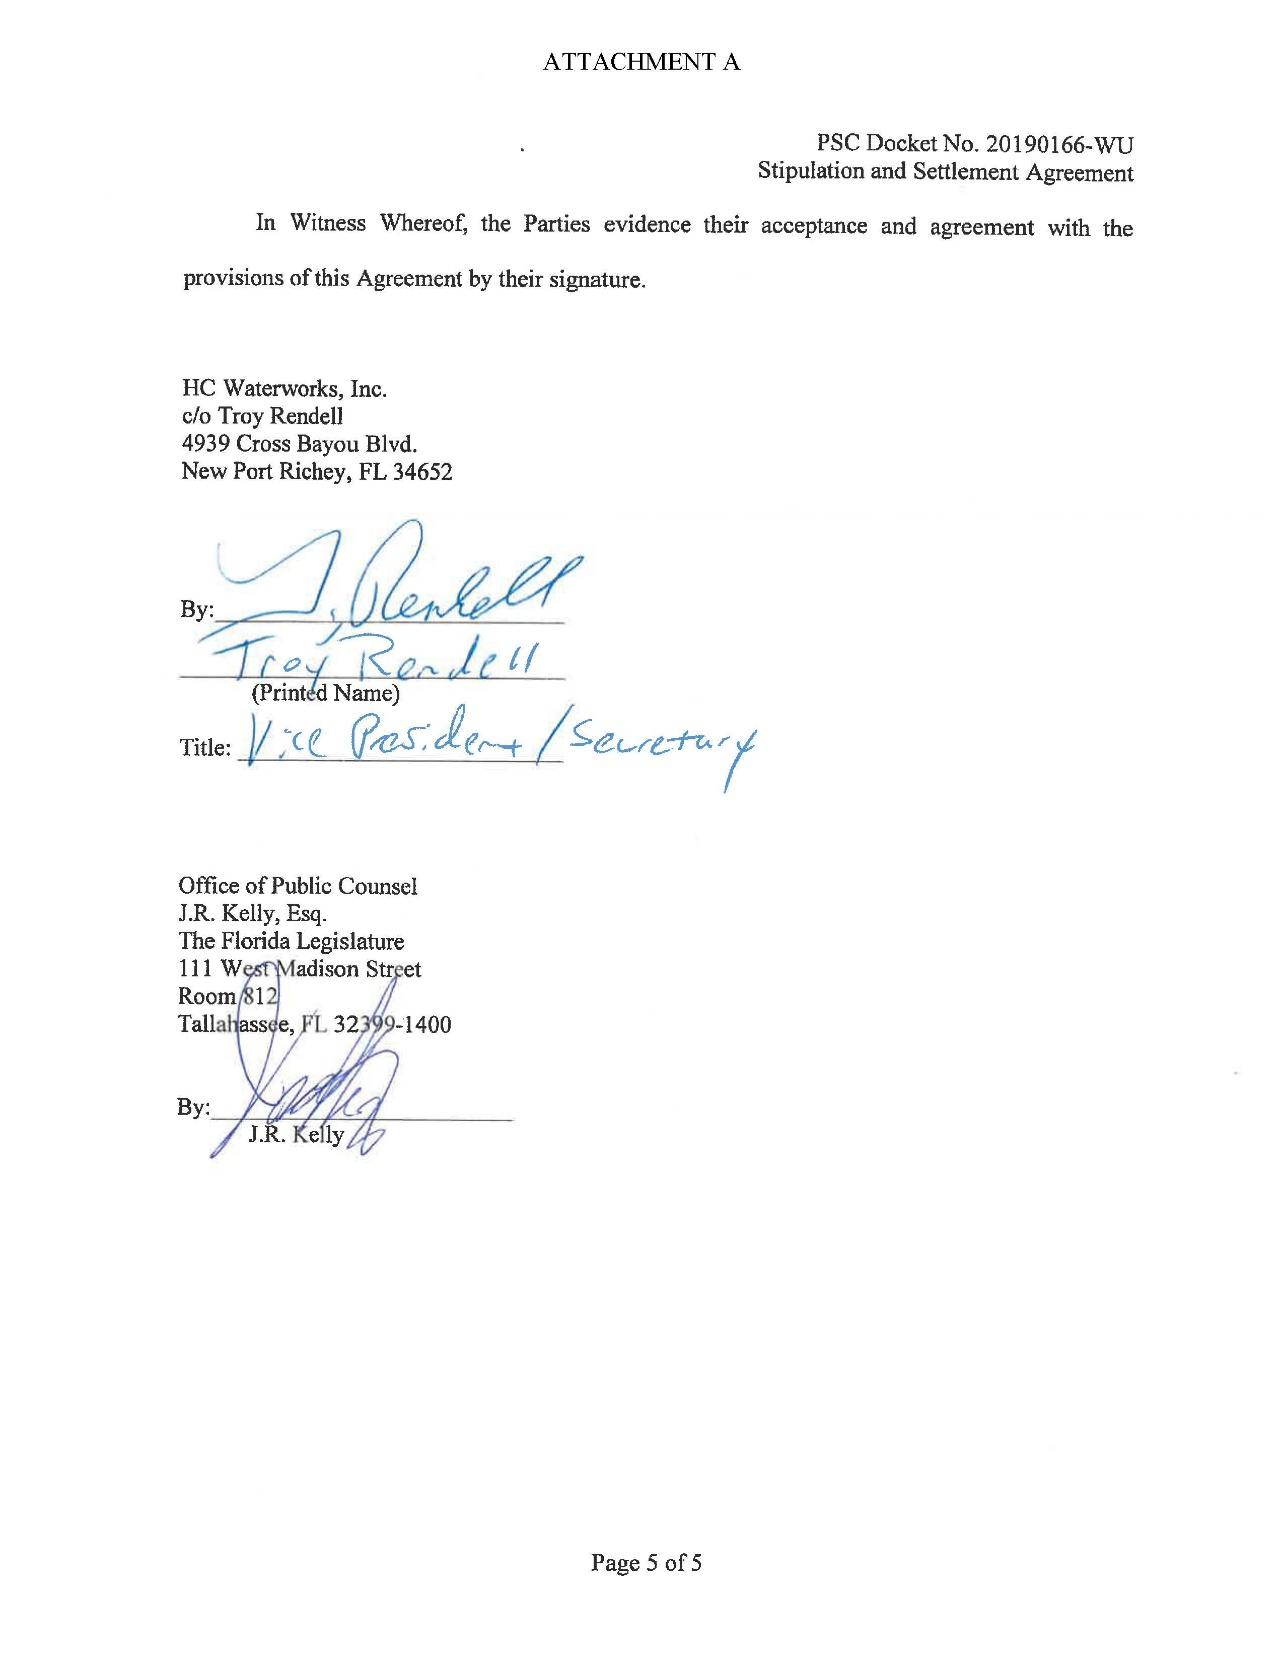 ATTACHMENT A
PSC Docket No. 20190166-WU
Stipulation and Settlement Agreement
In Witness Whereof, the Parties evidence their acceptance and agreement with the
provisions of this Agreement by their signature.
HC Waterworks, Inc.
c/o Troy Rendell
4939 Cross Bayou Blvd.
New Port Richey, FL 34652
By: T. Rendell
Troy Rendell
(Printed Name)
Title: Vice President/Secretary
Office of Public Counsel
J.R. Kelly, Esq.
The Florida Legislature
111 West Madison Street
Room 812
Tallahassee, FL 32399-1400
By:
J.R. Kelly
Page 5 of 5